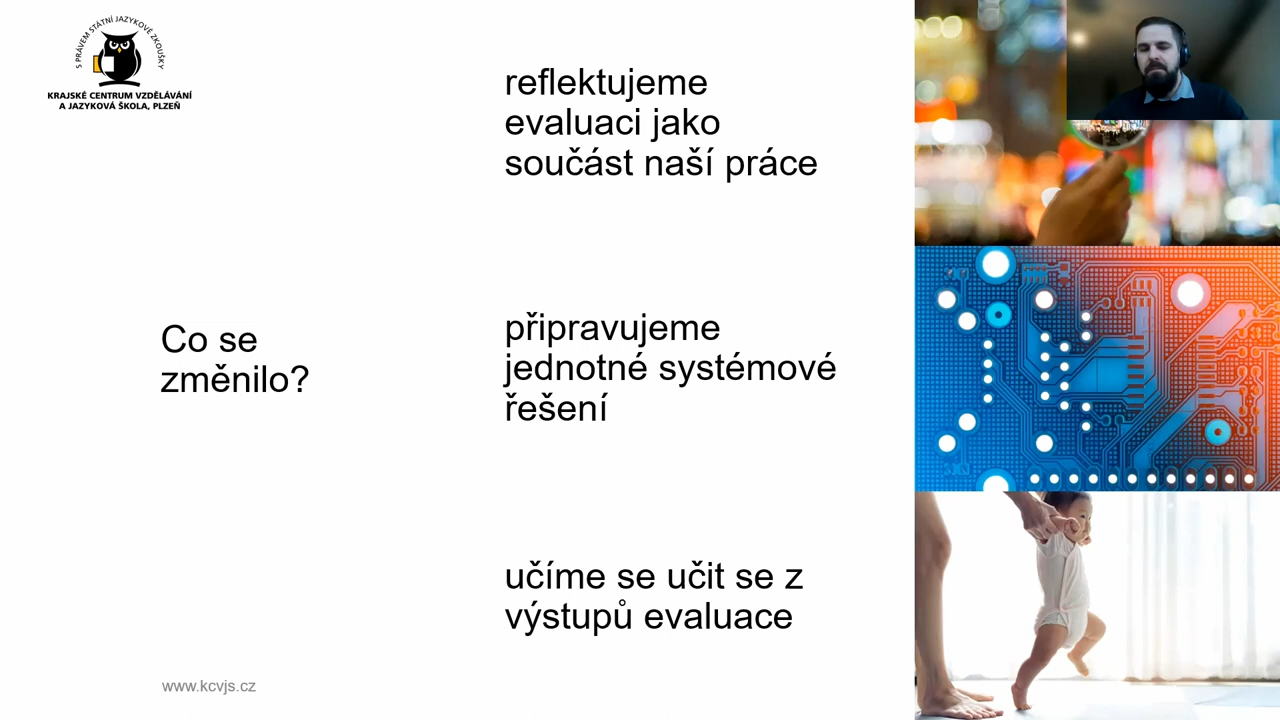 S PRÁVEM STÁTNÍ JAZYKOVÉ ZKOUŠKY
KRAJSKÉ CENTRUM VZDĚLÁVÁNÍ
A JAZYKOVÁ ŠKOLA, PLZEŇ
Co se
změnilo?
reflektujeme
evaluaci jako
součást naší práce
připravujeme
jednotné systémové
řešení
učíme se učit se z
výstupů evaluace
www.kcvjs.cz